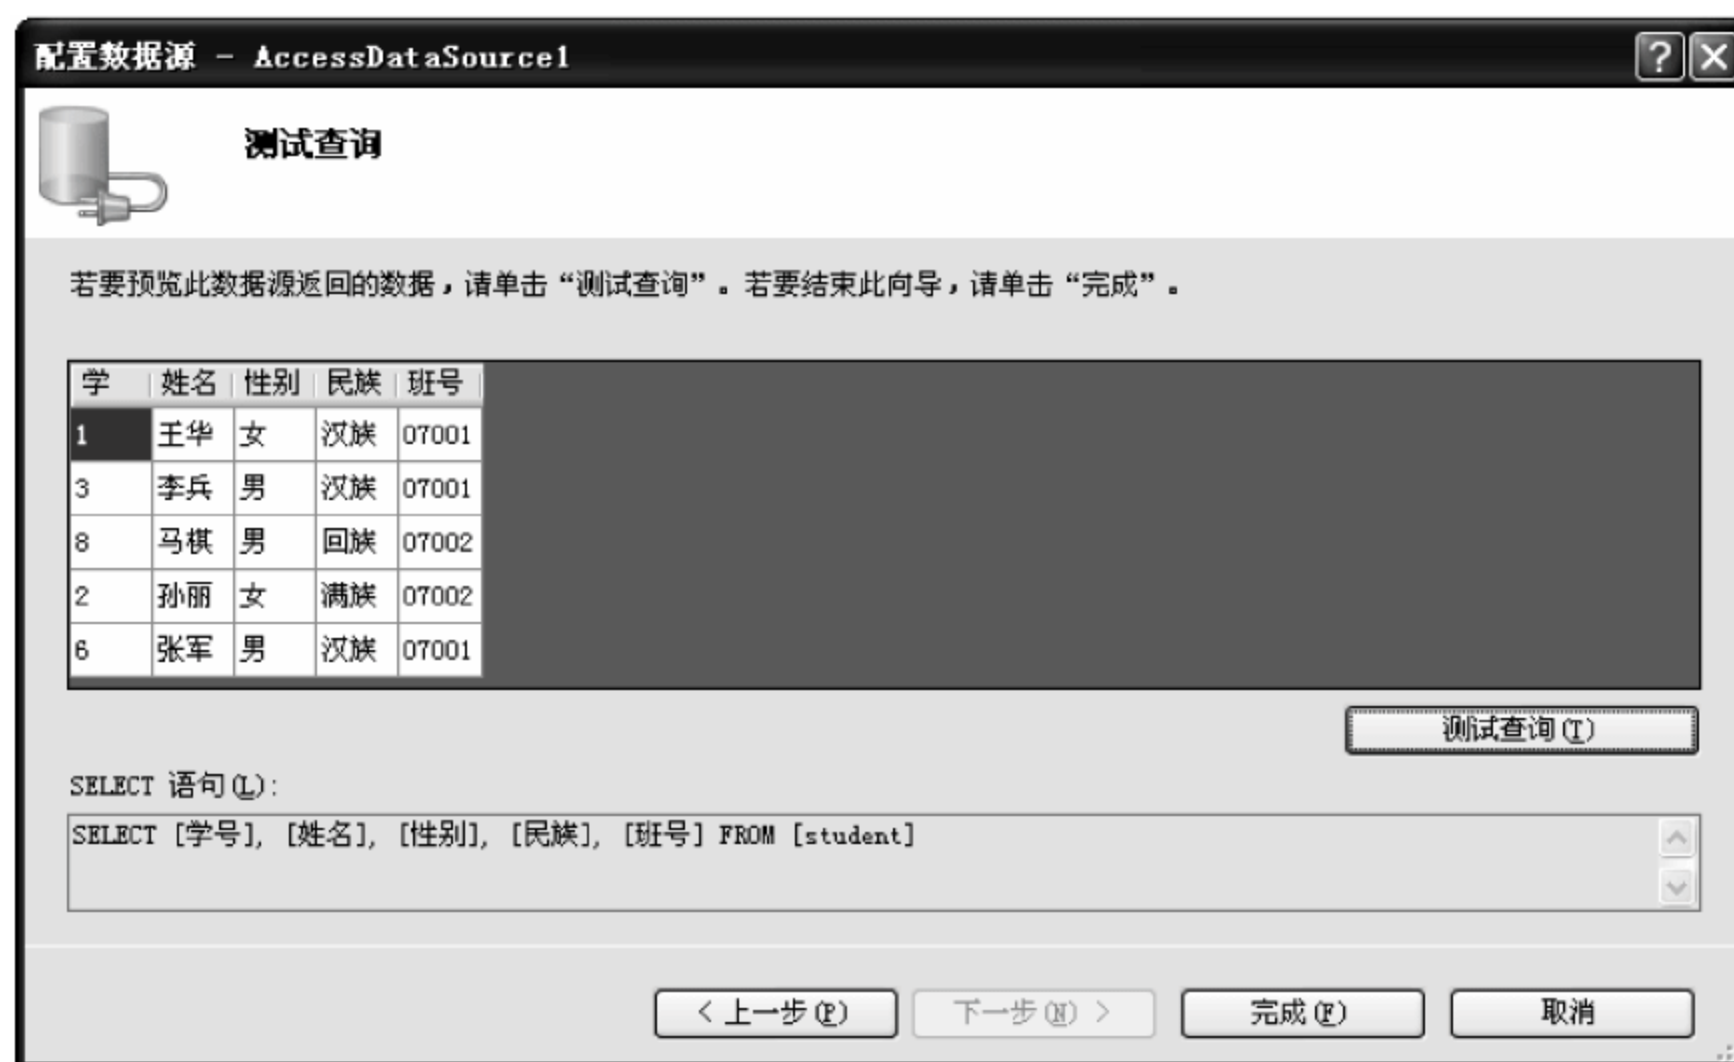 配置数据源 - AccessDataSource1
测试查询
若要预览此数据源返回的数据，请单击“测试查询”。若要结束此向导，请单击“完成”。
学 姓名 性别 民族 班号
1 王华 女 汉族 07001
3 李兵 男 汉族 07001
8 马棋 男 回族 07002
2 孙丽 女 满族 07002
6 张军 男 汉族 07001
测试查询(T)
SELECT 语句(L):
SELECT [学号], [姓名], [性别], [民族], [班号] FROM [student]
< 上一步(P) 下一步(N) > 完成(F) 取消